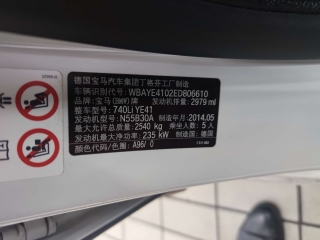 德国宝马汽车集团丁格芬工厂制造
车辆识别代号: WBAYE4102ED806610
品牌: 宝马(BMW)牌 发动机排量: 2979 ml
整车型号: 740Li YE41
发动机型号: N55B30A 制造年月: 2014.05
最大允许总质量: 2540 kg 乘坐人数: 5 人
发动机最大净功率: 235 kW 制造国: 德国
颜色代码/色圈: A96/ 0